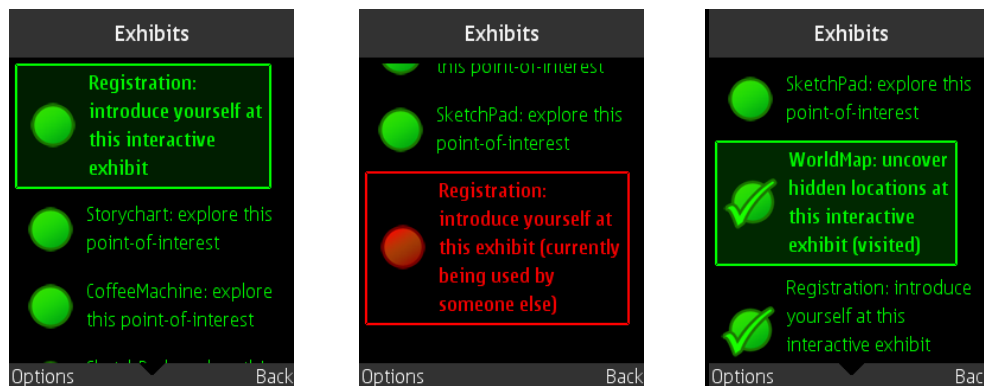 Exhibits
Registration:
introduce yourself at
this interactive
exhibit
Storychart: explore this
point-of-interest
CoffeeMachine: explore
this point-of-interest
Options
Back
Exhibits
this point-of-interest
SketchPad: explore this
point-of-interest
Registration:
introduce yourself at
this exhibit (currently
being used by
someone else)
Options
Back
Exhibits
SketchPad: explore this
point-of-interest
WorldMap: uncover
hidden locations at
this interactive
exhibit (visited)
Registration: introduce
yourself at this
interactive exhibit
Options
Bac